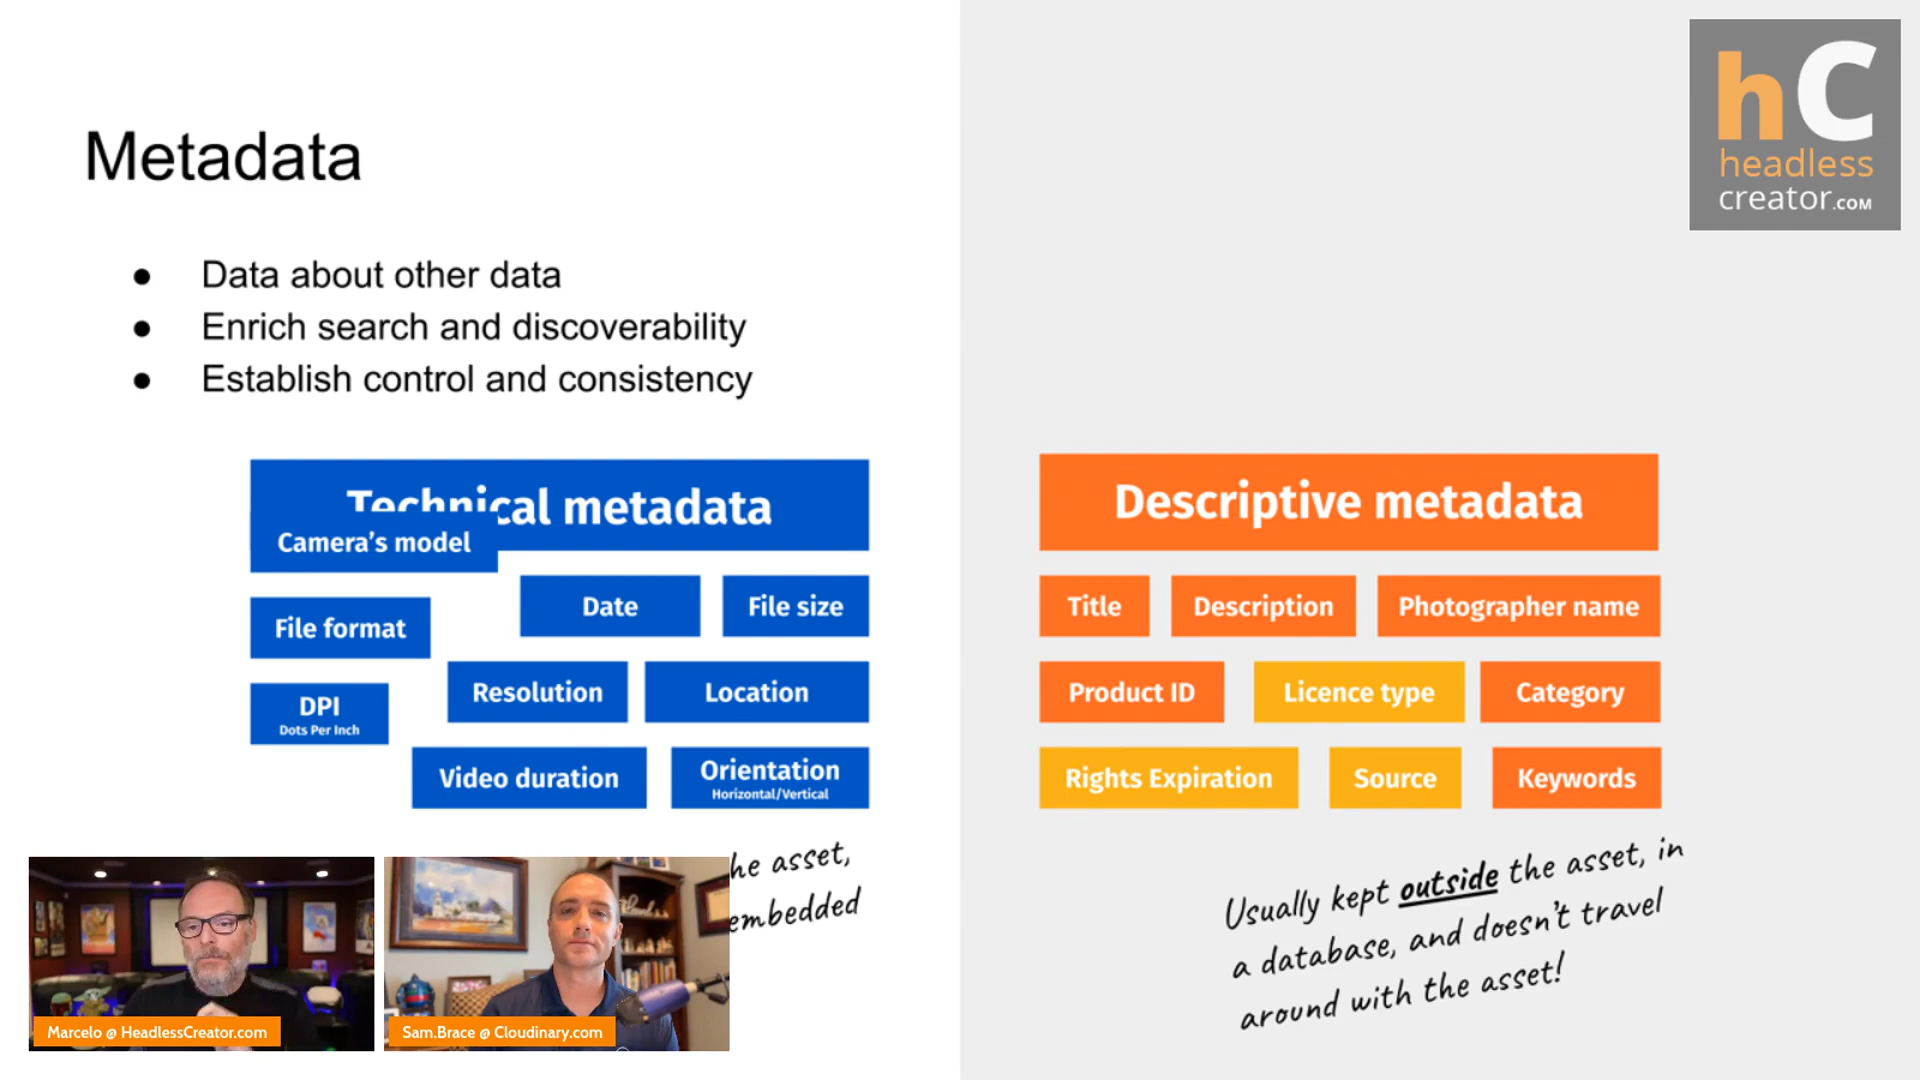 hC
headless
creator.COM
Metadata
● Data about other data
● Enrich search and discoverability
● Establish control and consistency
Technical metadata
Camera's model
Date
File size
File format
Resolution
Location
DPI
Dots Per Inch
Video duration
Orientation
Horizontal/Vertical
he asset,
embedded
Descriptive metadata
Title
Description
Photographer name
Product ID
Licence type
Category
Rights Expiration
Source
Keywords
Usually kept outside the asset, in
a database, and doesn't travel
around with the asset!
Marcelo @ HeadlessCreator.com
Sam.Brace @ Cloudinary.com